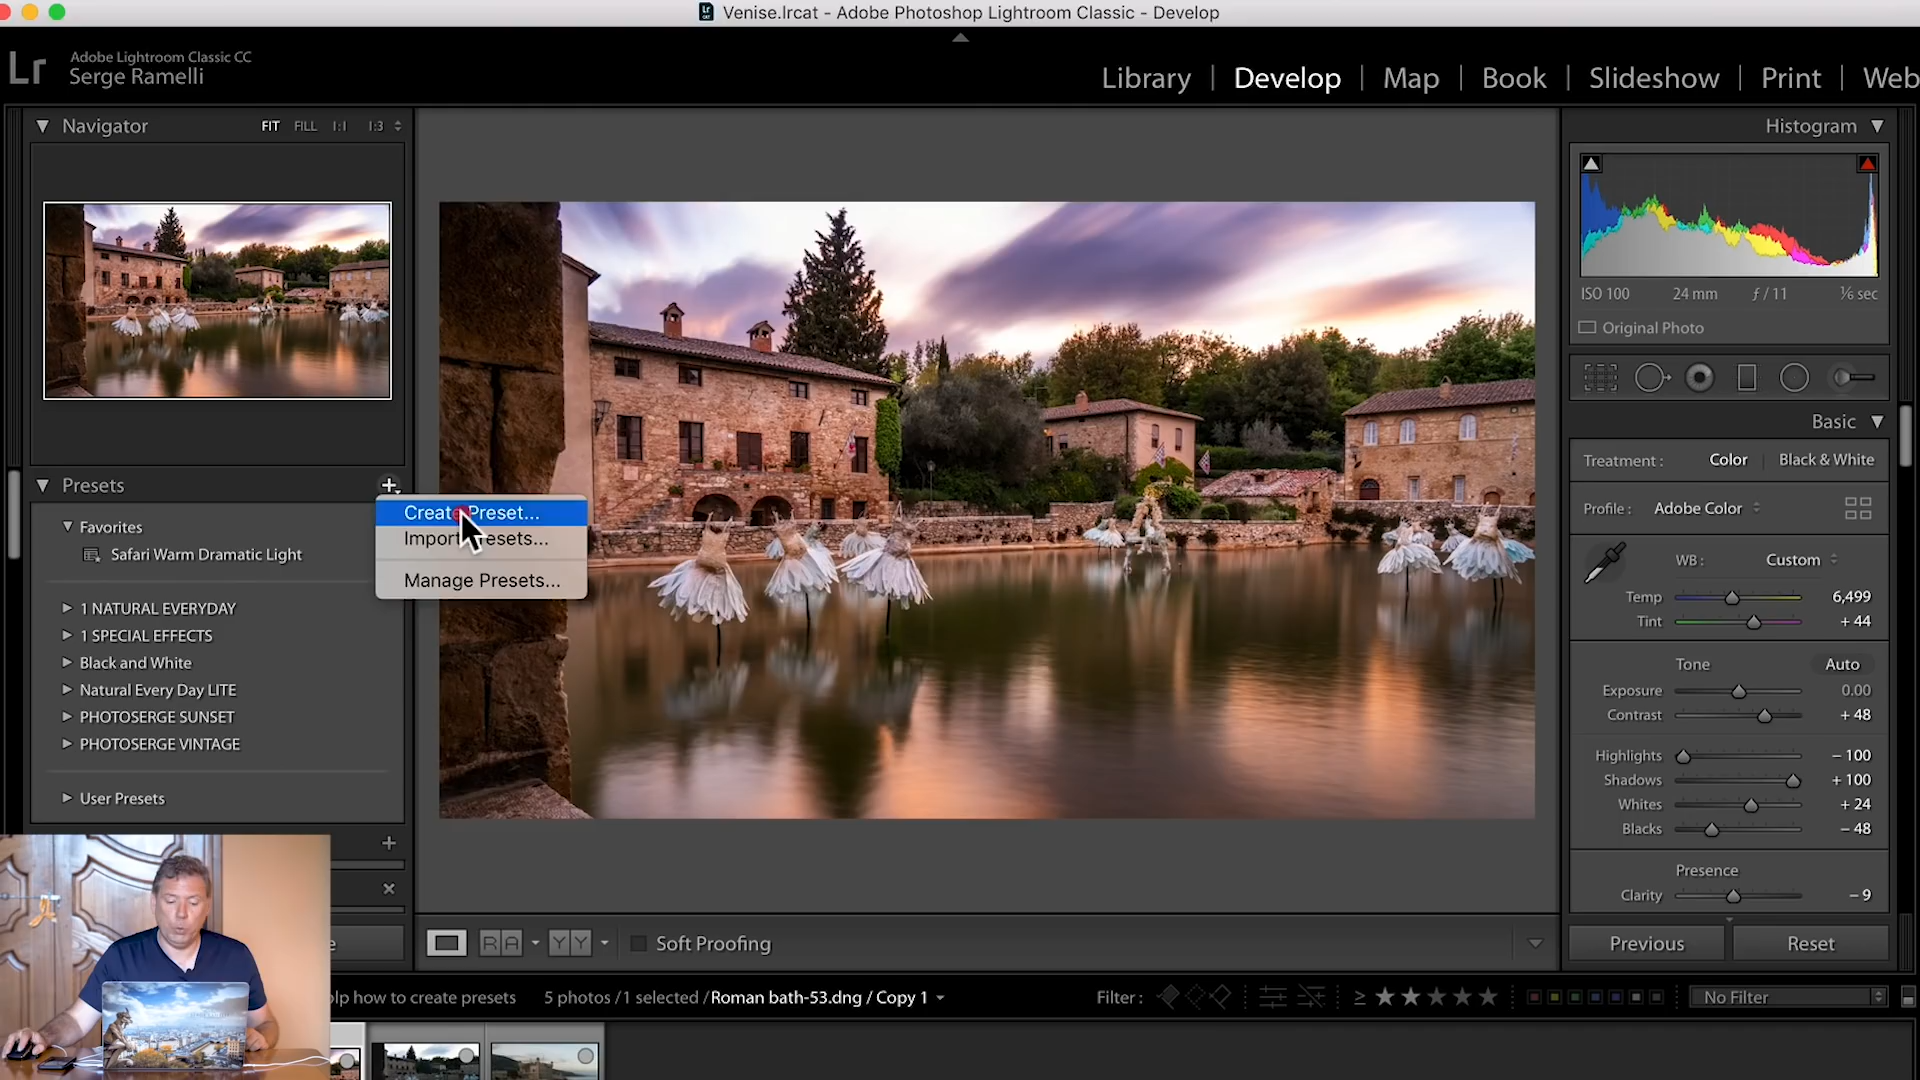 Venise.lrcat - Adobe Photoshop Lightroom Classic - Develop
Lr
Adobe Lightroom Classic CC
Serge Ramelli
Library | Develop | Map | Book | Slideshow | Print | Web
Navigator FIT FILL 1:1 1:3
Histogram
ISO 100 24 mm ƒ / 11 ⅙ sec
Original Photo
Basic
Treatment : Color Black & White
Profile : Adobe Color
WB : Custom
Temp 6,499
Tint + 44
Tone Auto
Exposure 0.00
Contrast + 48
Highlights − 100
Shadows + 100
Whites + 24
Blacks − 48
Presence
Clarity − 9
Previous Reset
Presets
Favorites
Safari Warm Dramatic Light
1 NATURAL EVERYDAY
1 SPECIAL EFFECTS
Black and White
Natural Every Day LITE
PHOTOSERGE SUNSET
PHOTOSERGE VINTAGE
User Presets
Create Preset...
Manage Presets...
R A Y Y Soft Proofing
how to create presets 5 photos / 1 selected / Roman bath-53.dng / Copy 1
Filter : ≥ No Filter